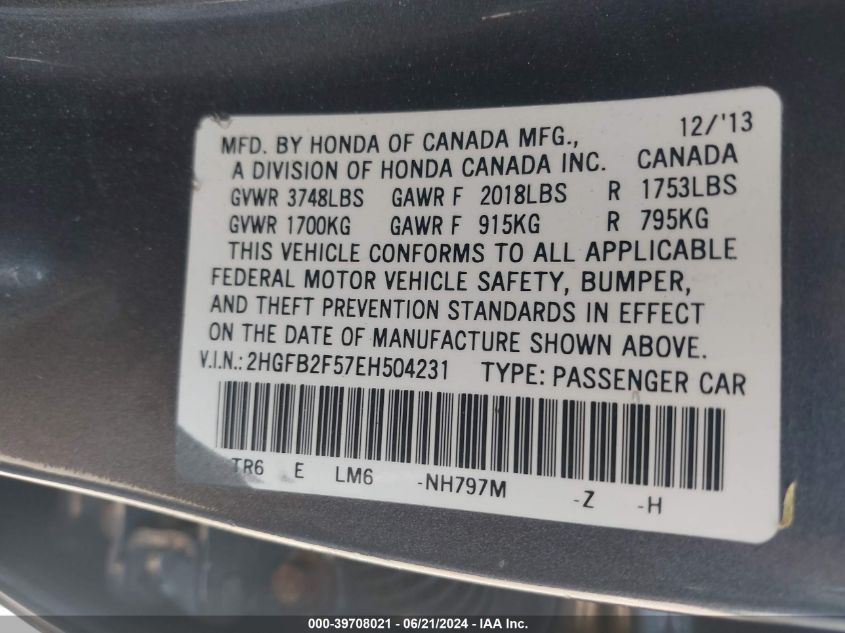 12/'13
MFD. BY HONDA OF CANADA MFG.,
A DIVISION OF HONDA CANADA INC. CANADA
GVWR 3748LBS GAWR F 2018LBS R 1753LBS
GVWR 1700KG GAWR F 915KG R 795KG
THIS VEHICLE CONFORMS TO ALL APPLICABLE
FEDERAL MOTOR VEHICLE SAFETY, BUMPER,
AND THEFT PREVENTION STANDARDS IN EFFECT
ON THE DATE OF MANUFACTURE SHOWN ABOVE.
V.I.N.: 2HGFB2F57EH504231 TYPE: PASSENGER CAR
TR6 E LM6 -NH797M -Z -H
000-39708021 - 06/21/2024 - IAA Inc.